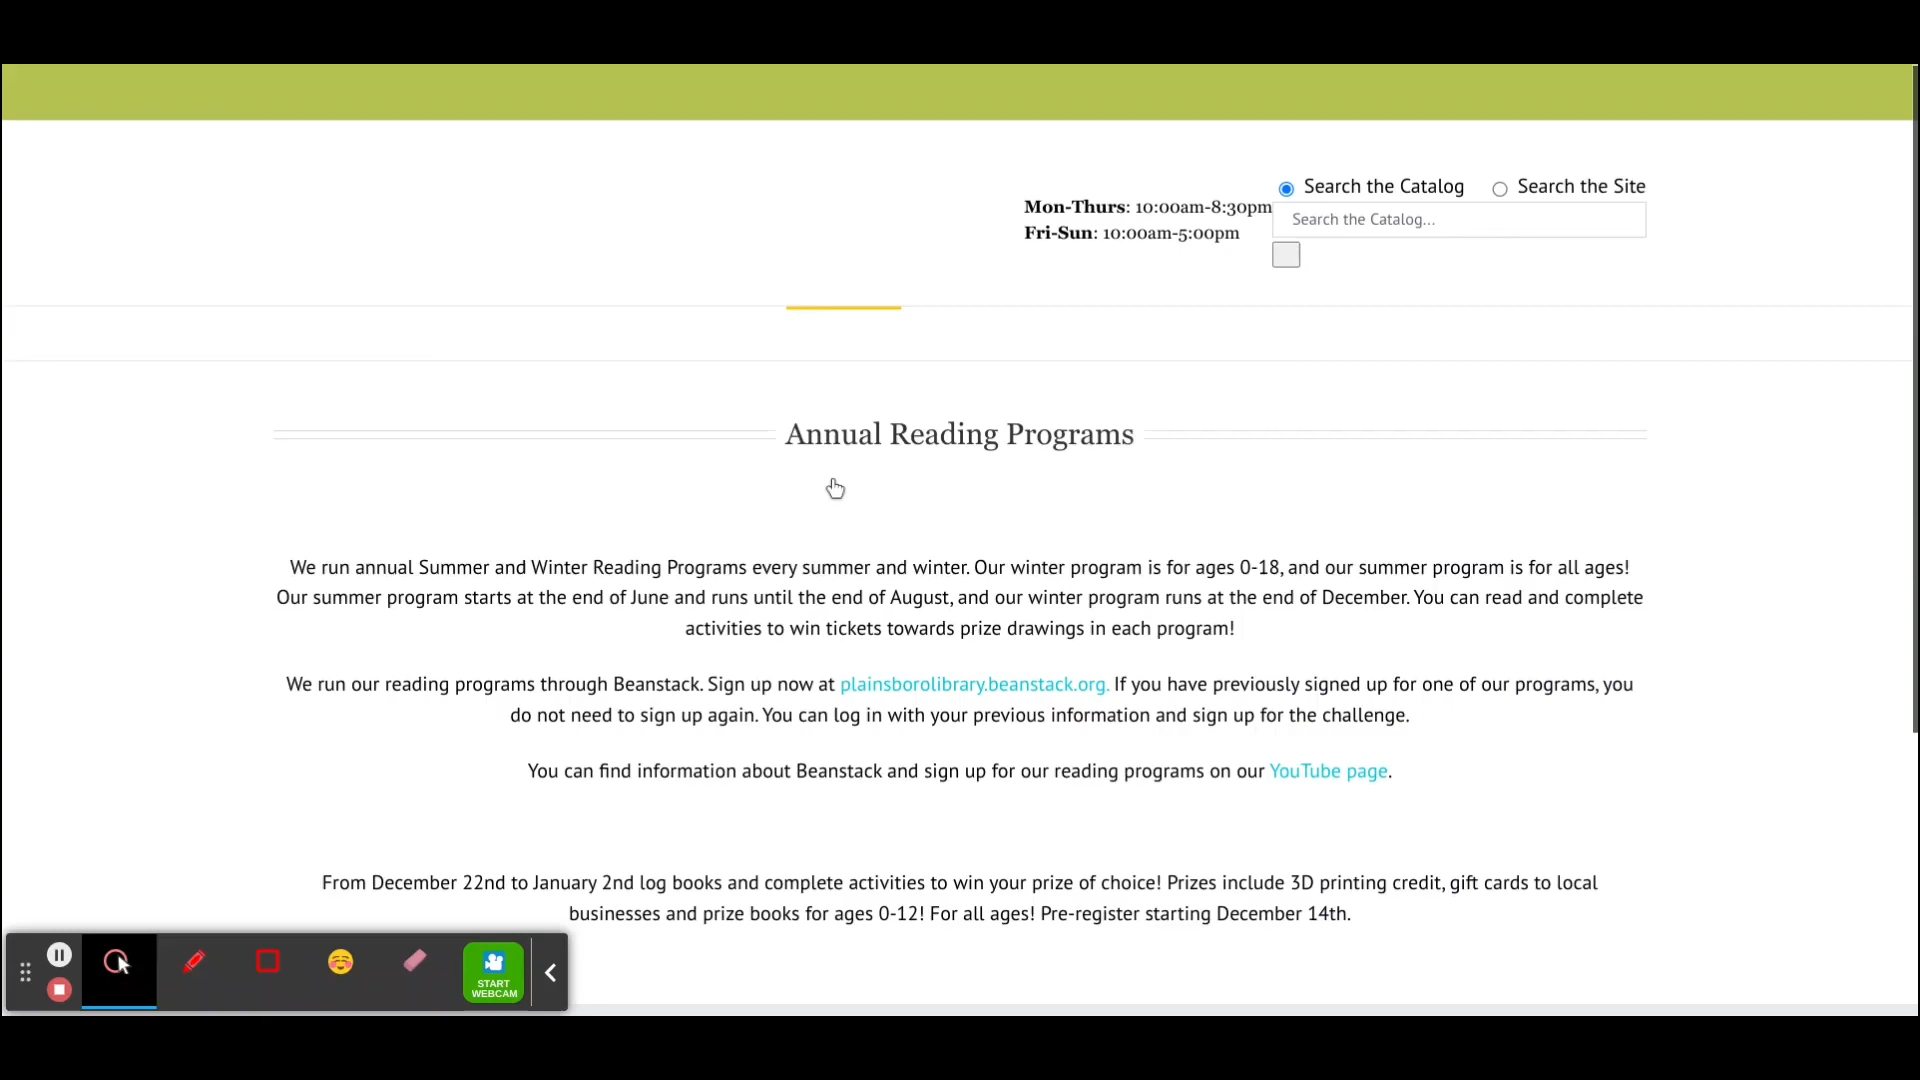 Search the Catalog Search the Site
Mon-Thurs: 10:00am-8:30pm
Search the Catalog...
Fri-Sun: 10:00am-5:00pm
Annual Reading Programs
We run annual Summer and Winter Reading Programs every summer and winter. Our winter program is for ages 0-18, and our summer program is for all ages!
Our summer program starts at the end of June and runs until the end of August, and our winter program runs at the end of December. You can read and complete
activities to win tickets towards prize drawings in each program!
We run our reading programs through Beanstack. Sign up now at plainsborolibrary.beanstack.org. If you have previously signed up for one of our programs, you
do not need to sign up again. You can log in with your previous information and sign up for the challenge.
You can find information about Beanstack and sign up for our reading programs on our YouTube page.
From December 22nd to January 2nd log books and complete activities to win your prize of choice! Prizes include 3D printing credit, gift cards to local
businesses and prize books for ages 0-12! For all ages! Pre-register starting December 14th.
START
WEBCAM